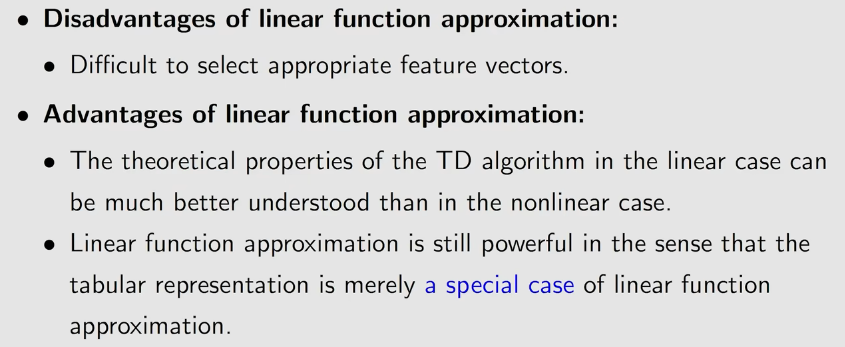 • Disadvantages of linear function approximation:
• Difficult to select appropriate feature vectors.
• Advantages of linear function approximation:
• The theoretical properties of the TD algorithm in the linear case can
be much better understood than in the nonlinear case.
• Linear function approximation is still powerful in the sense that the
tabular representation is merely a special case of linear function
approximation.